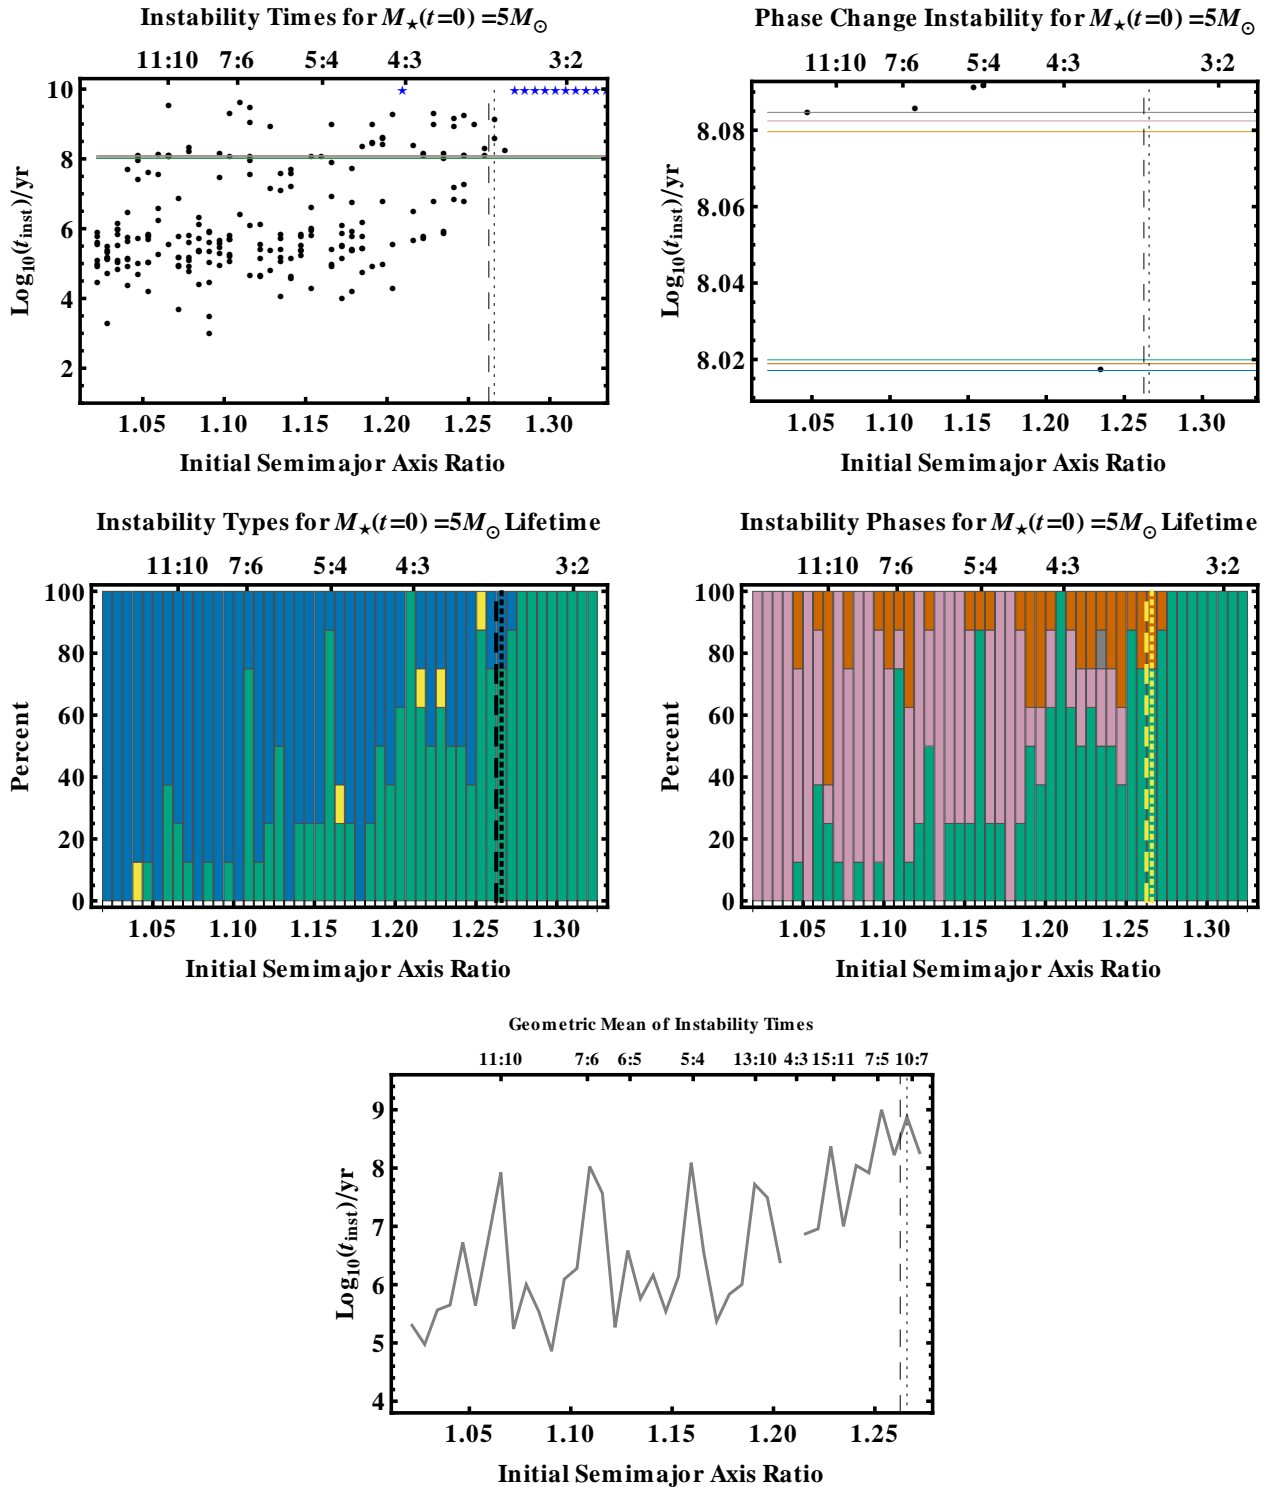 Instability Times for M⋆(t=0) =5M⊙
11:10 7:6 5:4 4:3 3:2
10
8
6
4
2
Log10(tinst)/yr
1.05 1.10 1.15 1.20 1.25 1.30
Initial Semimajor Axis Ratio
Phase Change Instability for M⋆(t=0) =5M⊙
11:10 7:6 5:4 4:3 3:2
8.08
8.06
8.04
8.02
Log10(tinst)/yr
1.05 1.10 1.15 1.20 1.25 1.30
Initial Semimajor Axis Ratio
Instability Types for M⋆(t=0) =5M⊙ Lifetime
11:10 7:6 5:4 4:3 3:2
100
80
60
40
20
0
Percent
1.05 1.10 1.15 1.20 1.25 1.30
Initial Semimajor Axis Ratio
Instability Phases for M⋆(t=0) =5M⊙ Lifetime
11:10 7:6 5:4 4:3 3:2
100
80
60
40
20
0
Percent
1.05 1.10 1.15 1.20 1.25 1.30
Initial Semimajor Axis Ratio
Geometric Mean of Instability Times
11:10 7:6 6:5 5:4 13:10 4:3 15:11 7:5 10:7
9
8
7
6
5
4
Log10(tinst)/yr
1.05 1.10 1.15 1.20 1.25
Initial Semimajor Axis Ratio